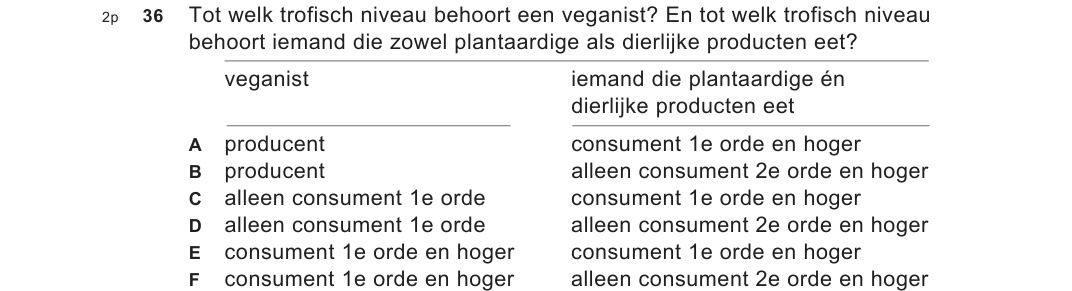 2p 36 Tot welk trofisch niveau behoort een veganist? En tot welk trofisch niveau
behoort iemand die zowel plantaardige als dierlijke producten eet?
veganist iemand die plantaardige én
dierlijke producten eet
A producent consument 1e orde en hoger
B producent alleen consument 2e orde en hoger
C alleen consument 1e orde consument 1e orde en hoger
D alleen consument 1e orde alleen consument 2e orde en hoger
E consument 1e orde en hoger consument 1e orde en hoger
F consument 1e orde en hoger alleen consument 2e orde en hoger